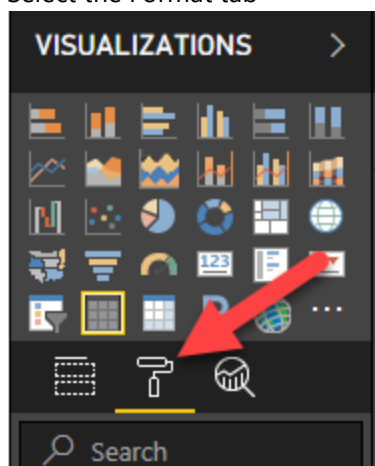 Select the Format tab
VISUALIZATIONS >
123
R
...
Search